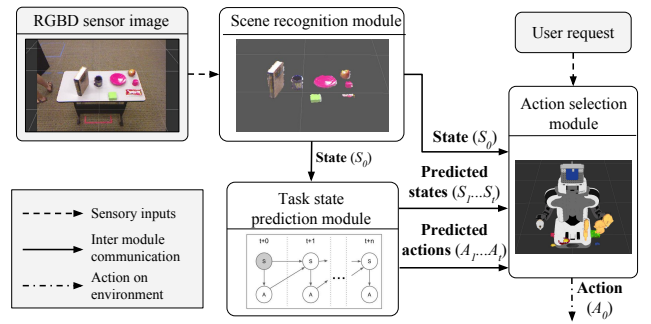 RGBD sensor image
Scene recognition module
User request
Action selection
module
State (S0)
State (S0)
Predicted
states (S1...St)
Task state
prediction module
t+0 t+1 t+n
S S ... S
A A A
Predicted
actions (A1...At)
Sensory inputs
Inter module
communication
Action on
environment
Action
(A0)